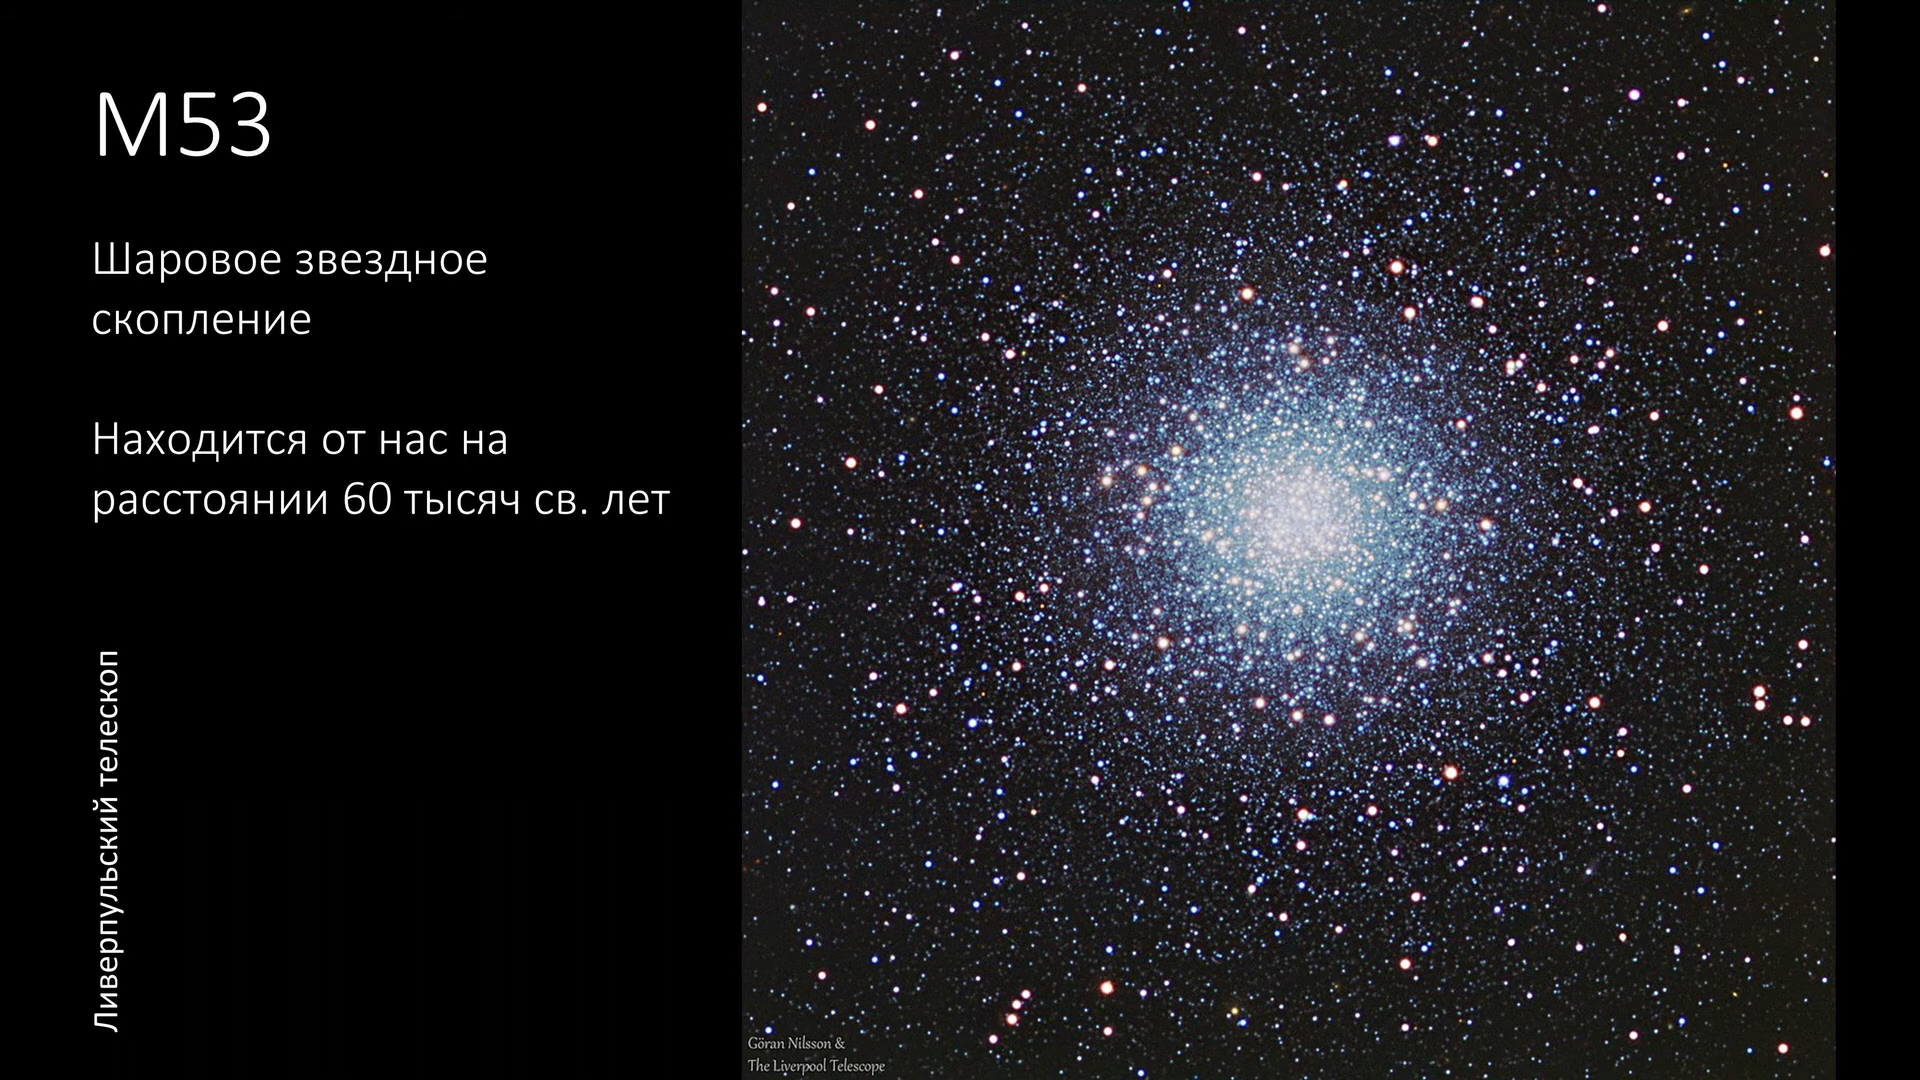 M53
Шаровое звездное
скопление
Находится от нас на
расстоянии 60 тысяч св. лет
Ливерпульский телескоп
Göran Nilsson &
The Liverpool Telescope